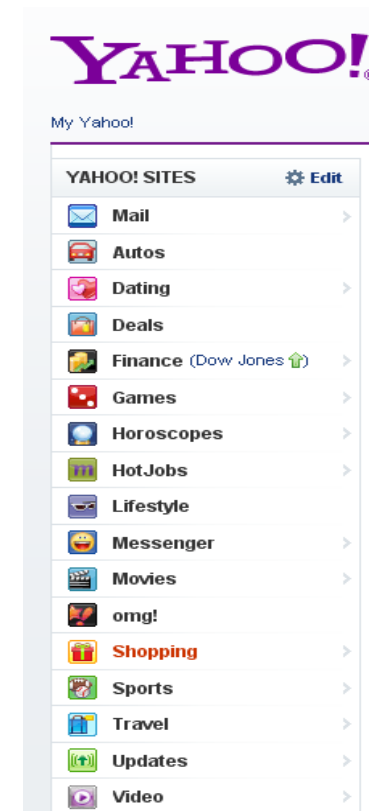 YAHOO!®
My Yahoo!
YAHOO! SITES Edit
Mail
Autos
Dating
Deals
Finance (Dow Jones)
Games
Horoscopes
m HotJobs
Lifestyle
Messenger
Movies
omg!
Shopping
Sports
Travel
Updates
Video